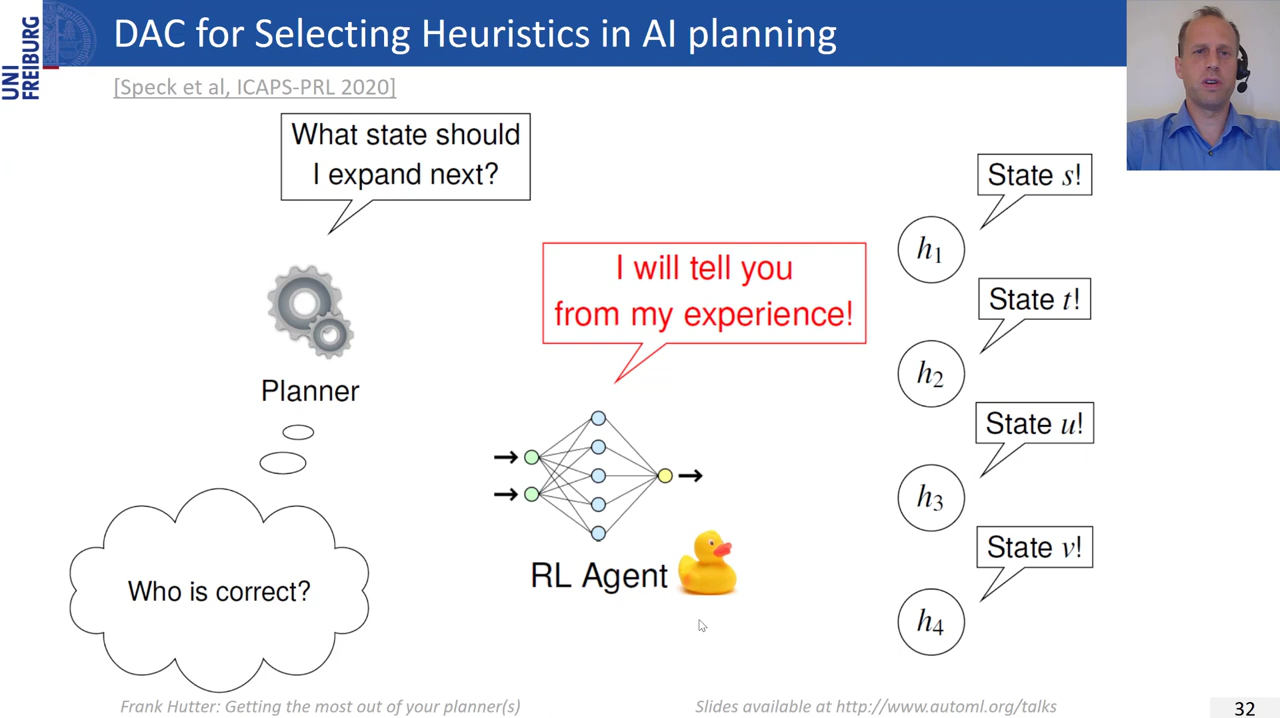 UNI
FREIBURG
DAC for Selecting Heuristics in AI planning
[Speck et al, ICAPS-PRL 2020]
What state should
I expand next?
State s!
h1
I will tell you
from my experience!
State t!
h2
Planner
State u!
h3
State v!
RL Agent
Who is correct?
h4
Frank Hutter: Getting the most out of your planner(s)
Slides available at http://www.automl.org/talks
32